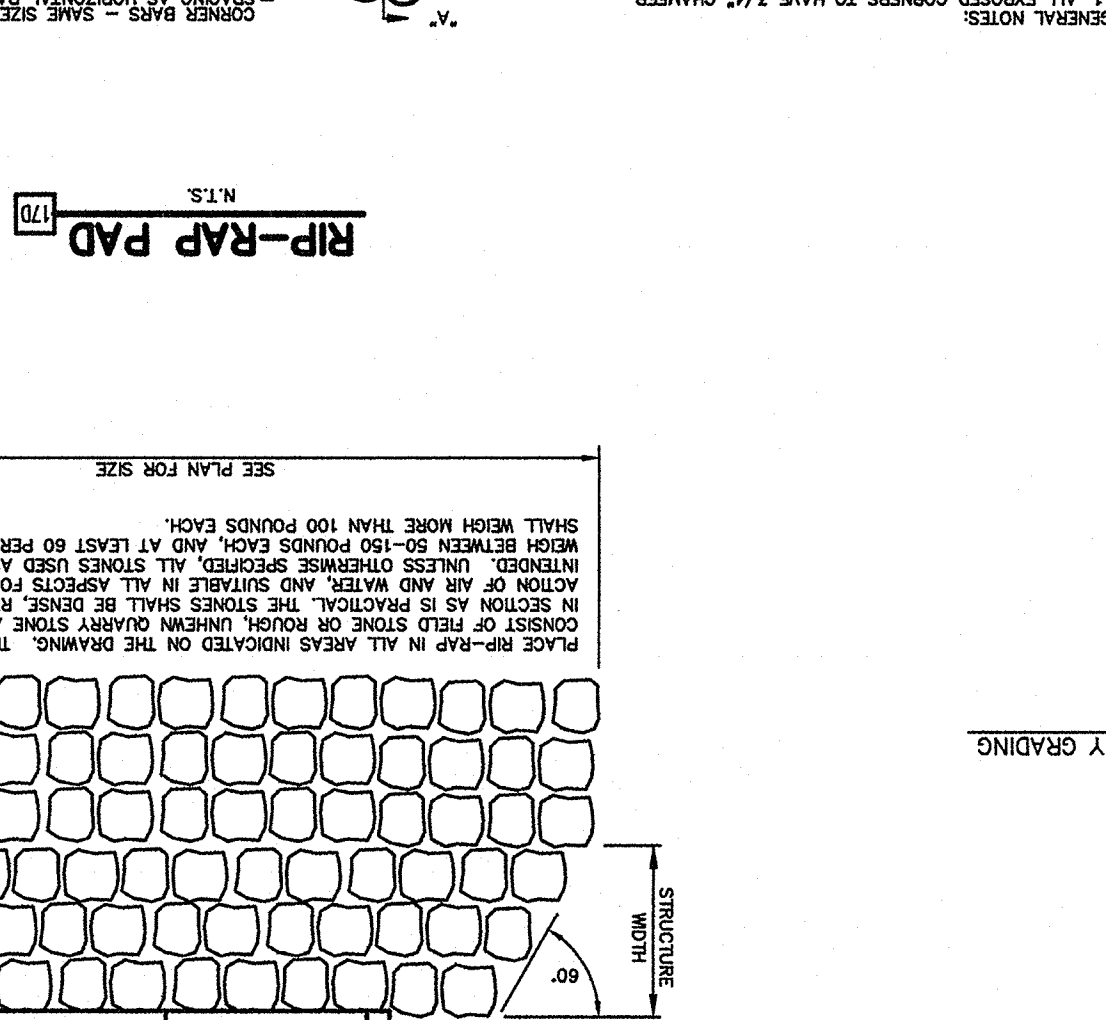 60°
STRUCTURE
WIDTH
Y GRADING
PLACE RIP-RAP IN ALL AREAS INDICATED ON THE DRAWING.
CONSIST OF FIELD STONE OR ROUGH, UNHEWN QUARRY STONE
IN SECTION AS IS PRACTICAL. THE STONES SHALL BE DENSE,
ACTION OF AIR AND WATER, AND SUITABLE IN ALL ASPECTS FO
INTENDED. UNLESS OTHERWISE SPECIFIED, ALL STONES USED
WEIGH BETWEEN 50-150 POUNDS EACH, AND AT LEAST 60 PER
SHALL WEIGH MORE THAN 100 POUNDS EACH.
SEE PLAN FOR SIZE
RIP-RAP PAD
N.T.S.
17D
GENERAL NOTES:
1. ALL EXPOSED CORNERS TO HAVE 3/4" CHAMFER
"A"
CORNER BARS - SAME SIZE
SPACING AS HORIZONTAL